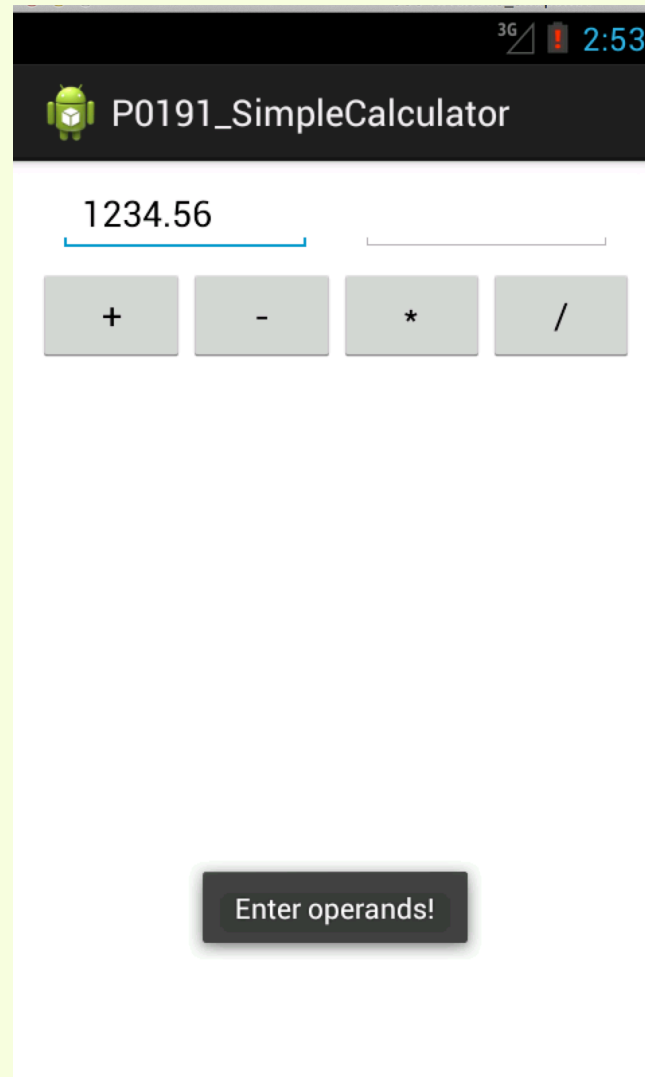 3G 2:53
P0191_SimpleCalculator
1234.56
+ - * /
Enter operands!